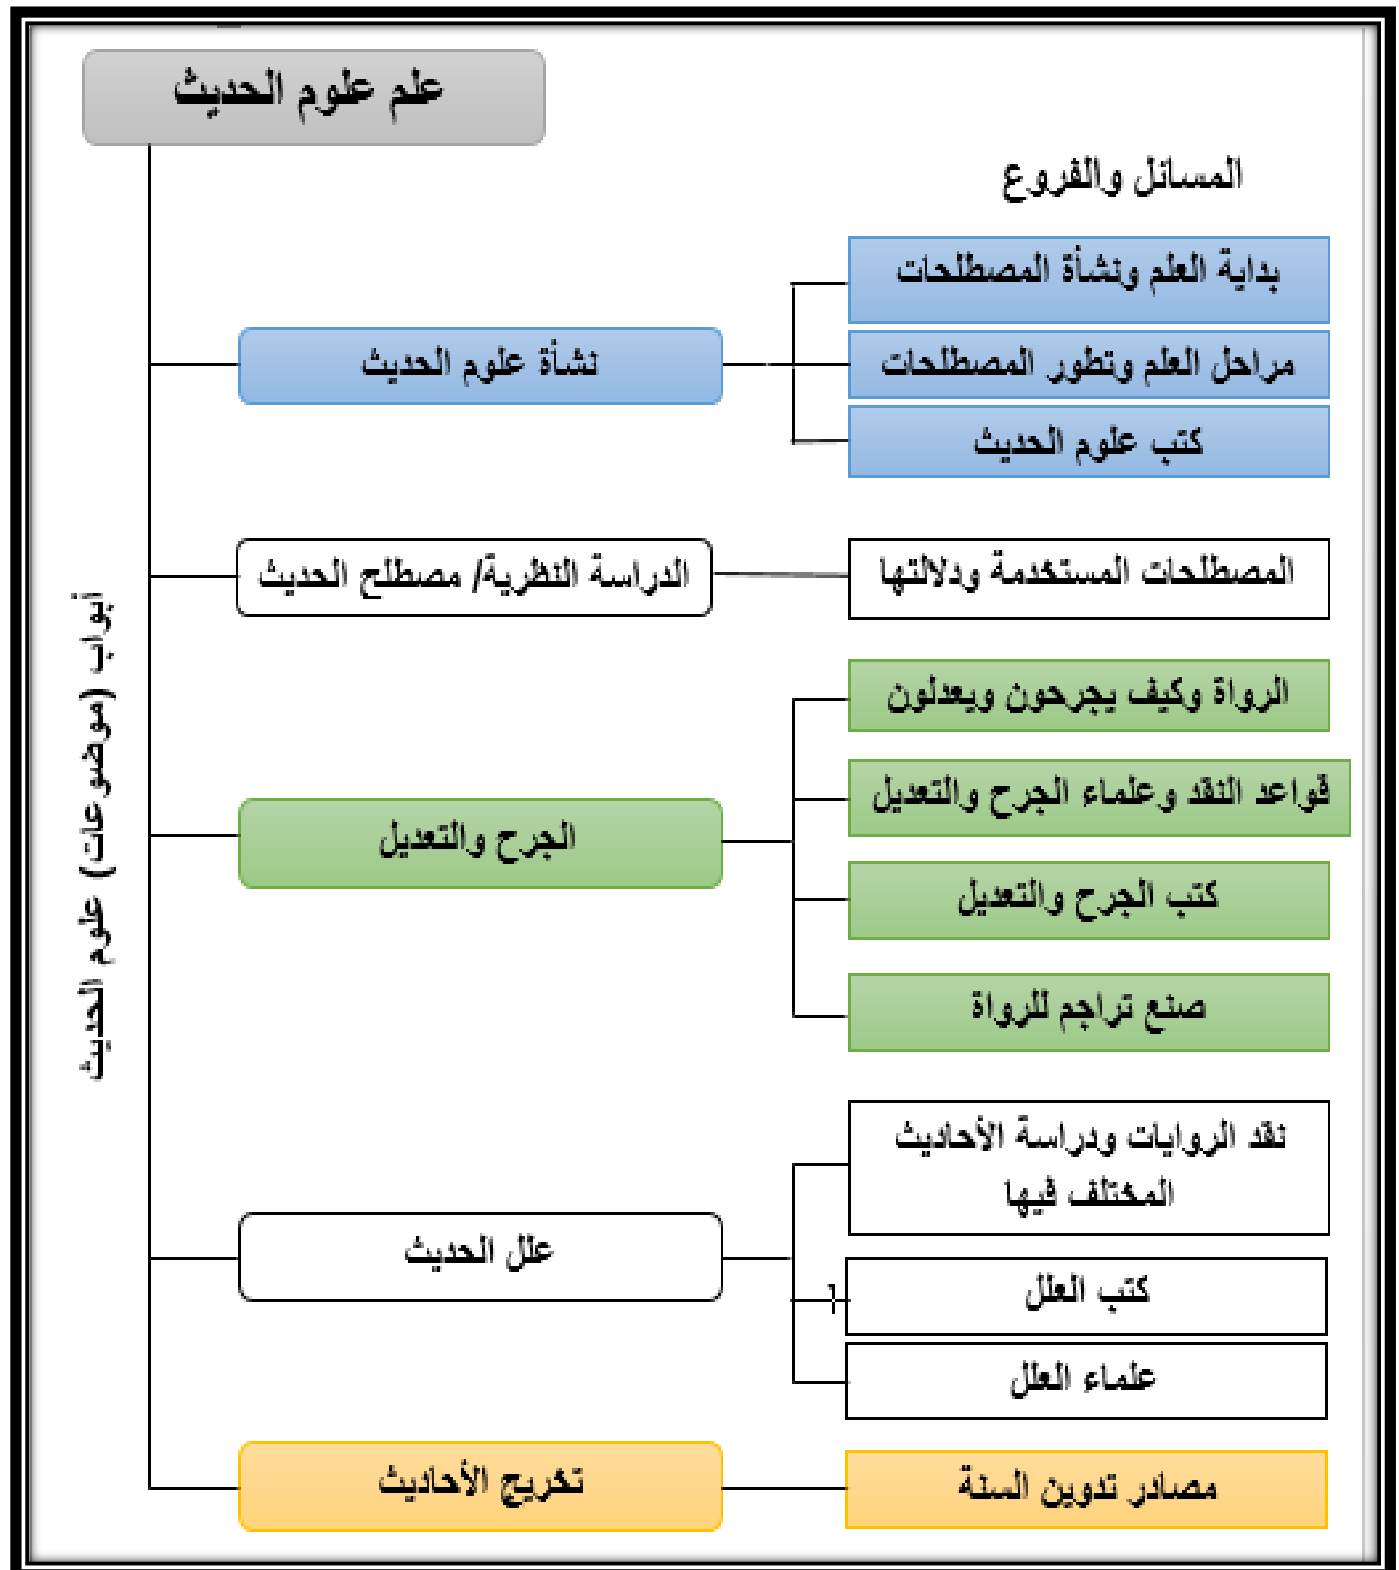 علم علوم الحديث
المسائل والفروع
أبواب (موضوعات) علوم الحديث
نشأة علوم الحديث
بداية العلم ونشأة المصطلحات
مراحل العلم وتطور المصطلحات
كتب علوم الحديث
الدراسة النظرية/ مصطلح الحديث
المصطلحات المستخدمة ودلالتها
الجرح والتعديل
الرواة وكيف يجرحون ويعدلون
قواعد النقد وعلماء الجرح والتعديل
كتب الجرح والتعديل
صنع تراجم للرواة
علل الحديث
نقد الروايات ودراسة الأحاديث
المختلف فيها
كتب العلل
علماء العلل
تخريج الأحاديث
مصادر تدوين السنة